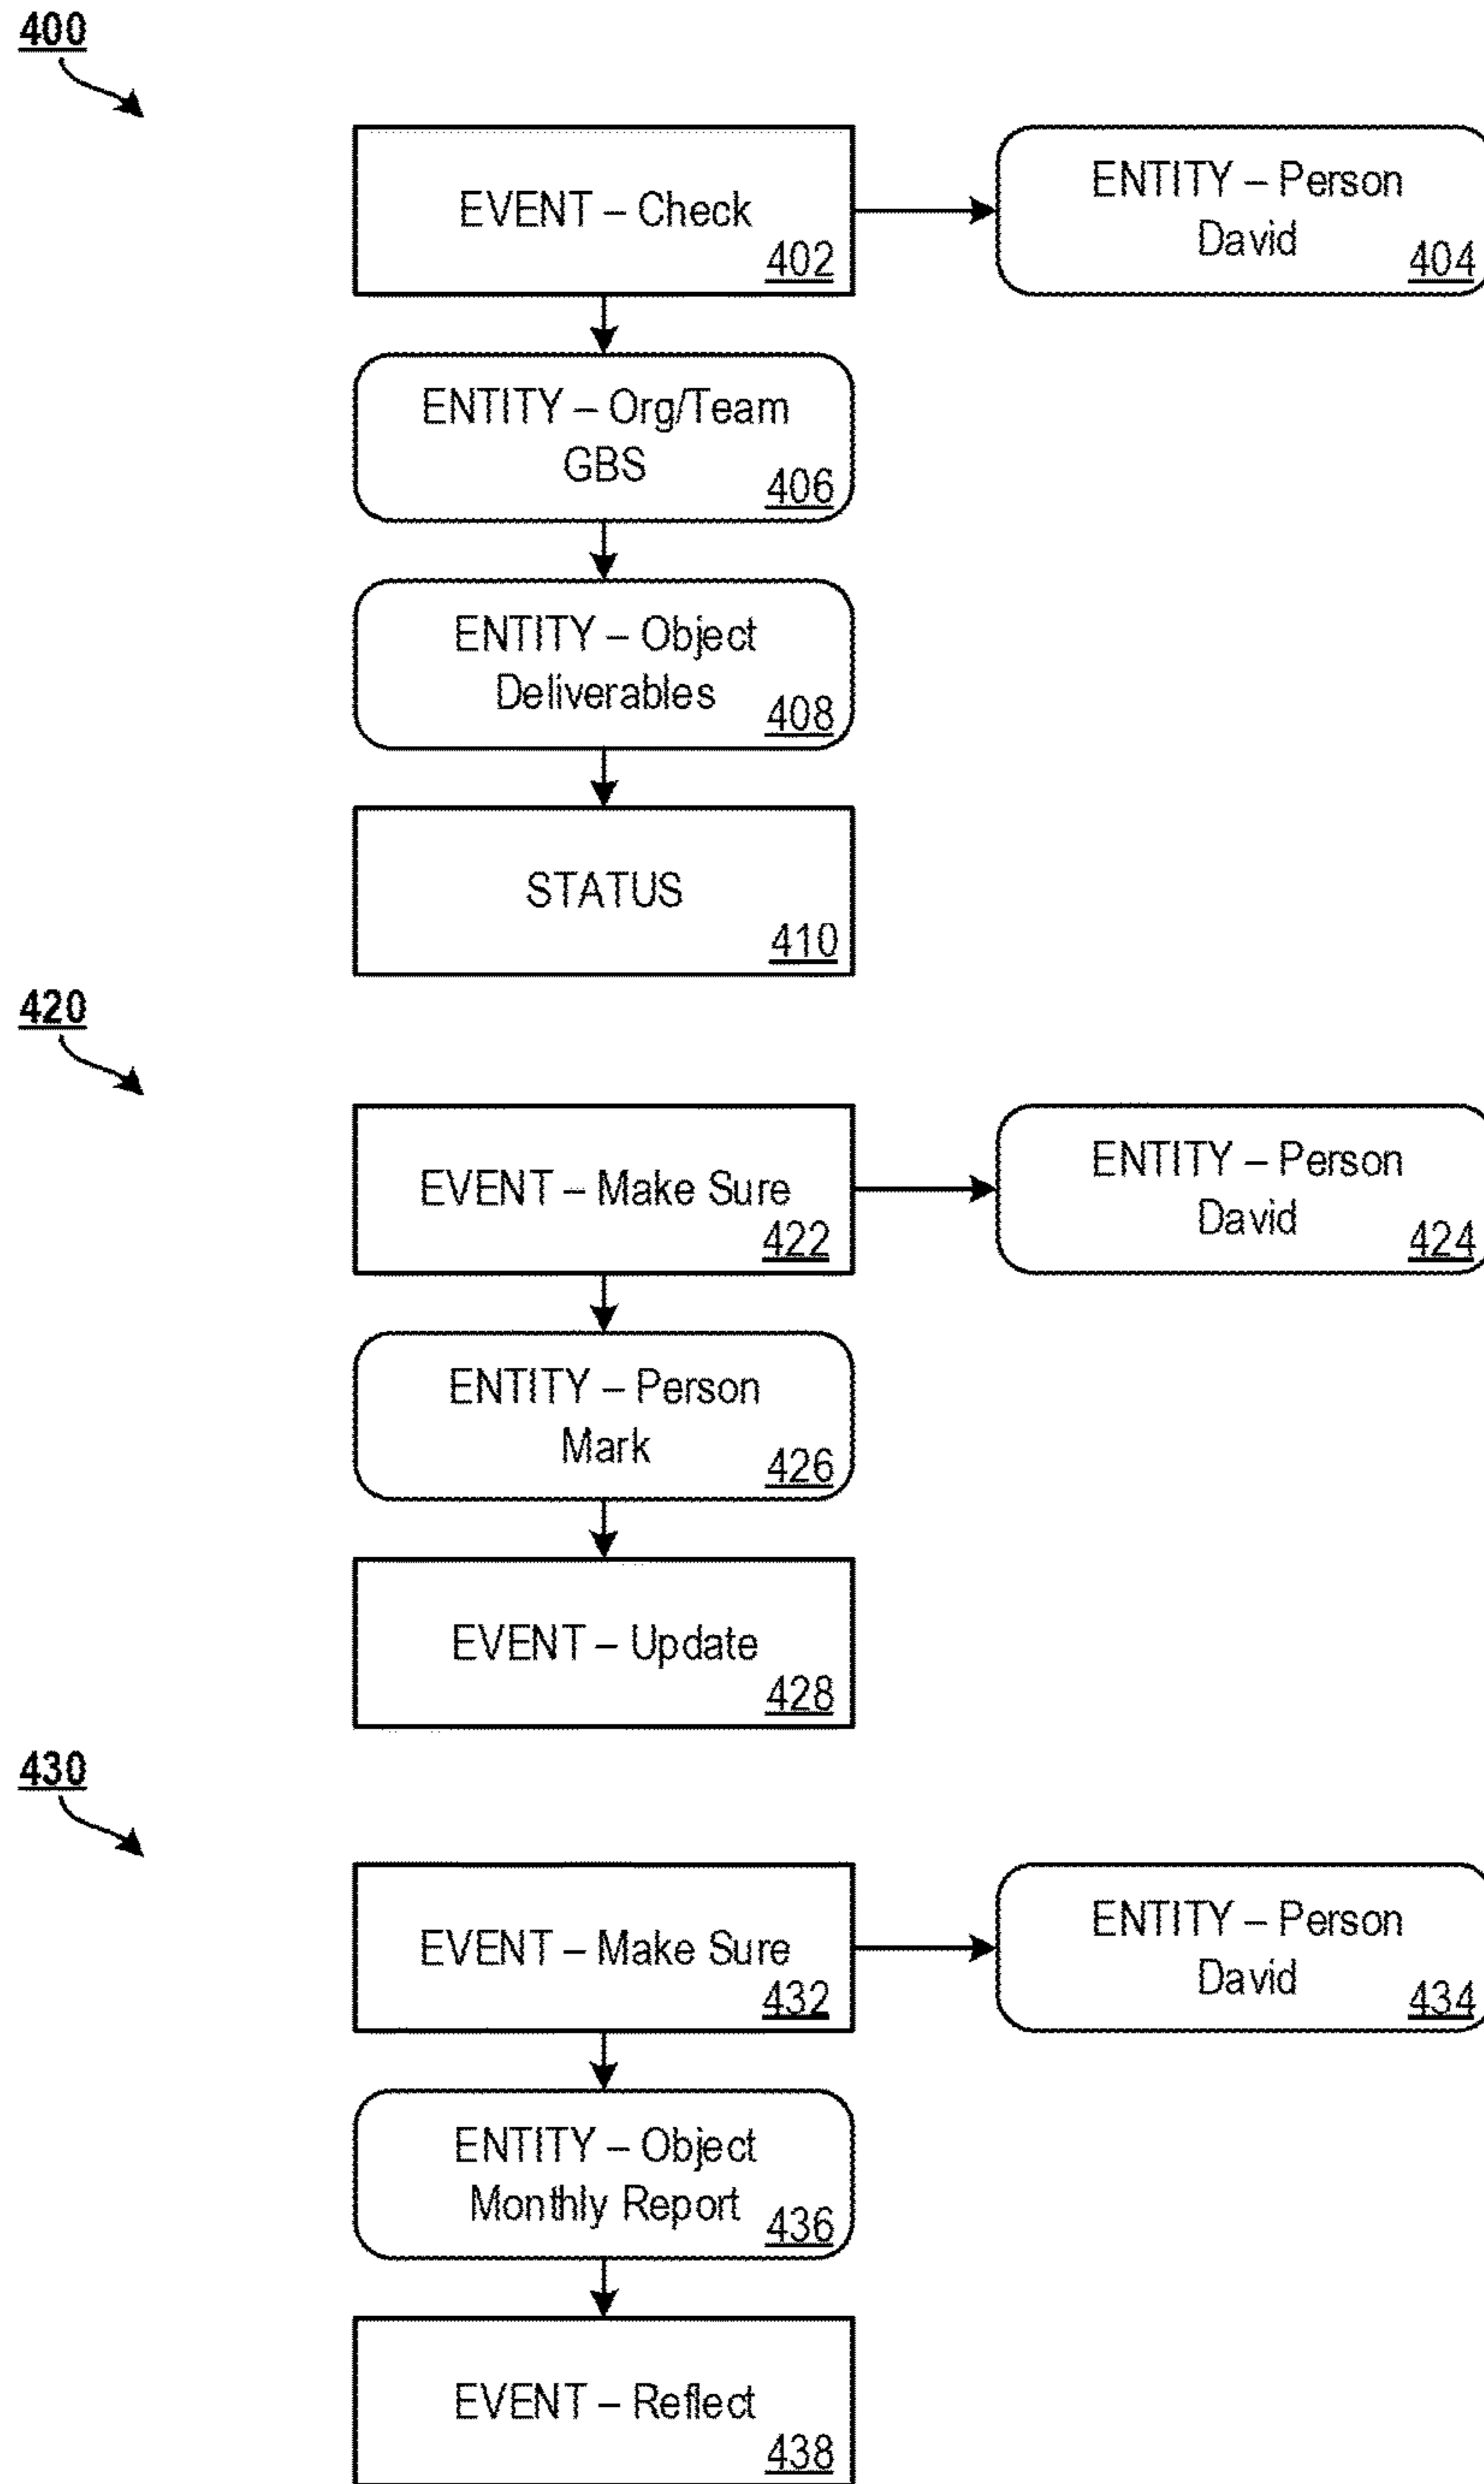 400
EVENT – Check
402
ENTITY – Person
David
404
ENTITY – Org/Team
GBS
406
ENTITY – Object
Deliverables
408
STATUS
410
420
EVENT – Make Sure
422
ENTITY – Person
David
424
ENTITY – Person
Mark
426
EVENT – Update
428
430
EVENT – Make Sure
432
ENTITY – Person
David
434
ENTITY – Object
Monthly Report
436
EVENT – Reflect
438